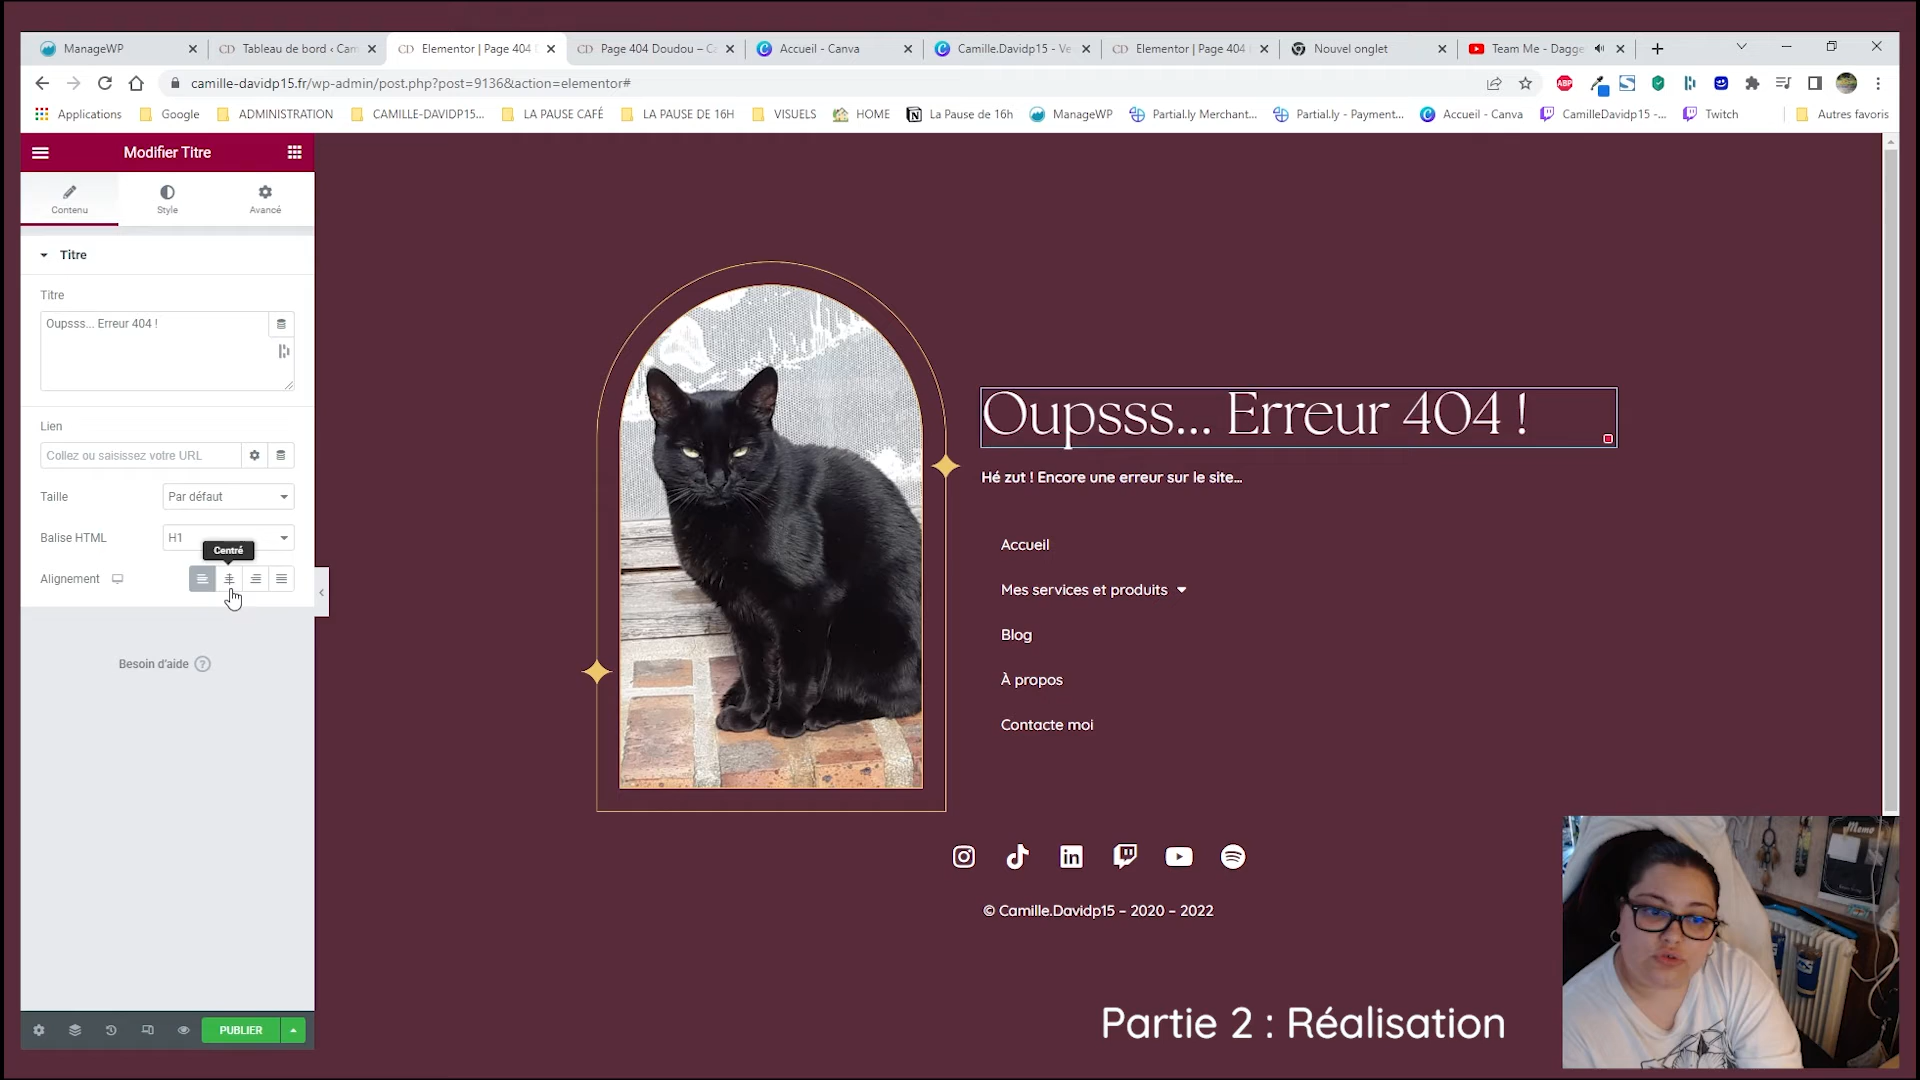 ManageWP
Tableau de bord ‹ Cam
Elementor | Page 404 D
Page 404 Doudou – Ca
Accueil - Canva
Camille.Davidp15 - Ve
Elementor | Page 404
Nouvel onglet
Team Me - Dagge
camille-davidp15.fr/wp-admin/post.php?post=9136&action=elementor#
Applications
Google
ADMINISTRATION
CAMILLE-DAVIDP15...
LA PAUSE CAFÉ
LA PAUSE DE 16H
VISUELS
HOME
La Pause de 16h
ManageWP
Partial.ly Merchant...
Partial.ly - Payment...
Accueil - Canva
CamilleDavidp15 -...
Twitch
Autres favoris
Modifier Titre
Contenu
Style
Avancé
Titre
Titre
Oupsss... Erreur 404 !
Lien
Collez ou saisissez votre URL
Taille
Par défaut
Balise HTML
H1
Centré
Alignement
Besoin d'aide
PUBLIER
Oupsss... Erreur 404 !
Hé zut ! Encore une erreur sur le site...
Accueil
Mes services et produits
Blog
À propos
Contacte moi
© Camille.Davidp15 – 2020 – 2022
Partie 2 : Réalisation
Memo